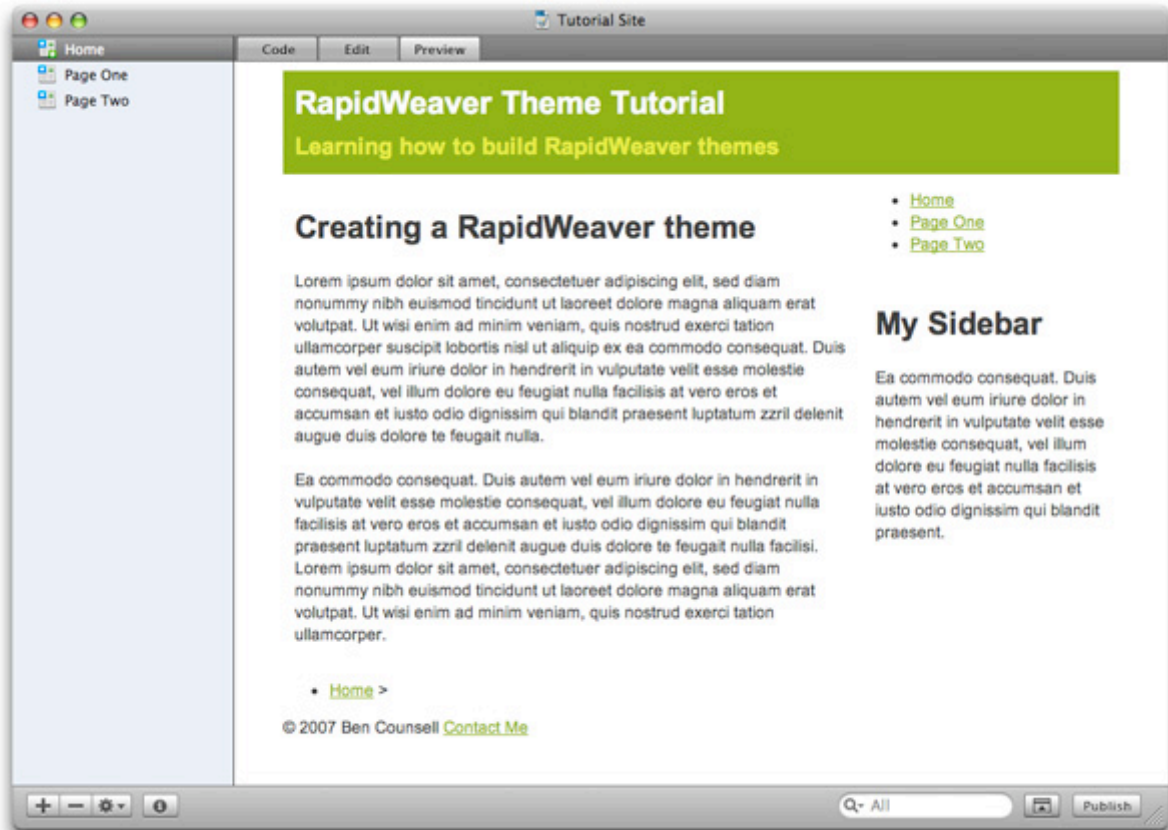 Tutorial Site
Home
Page One
Page Two
Code
Edit
Preview
RapidWeaver Theme Tutorial
Learning how to build RapidWeaver themes
Creating a RapidWeaver theme
Lorem ipsum dolor sit amet, consectetuer adipiscing elit, sed diam
nonummy nibh euismod tincidunt ut laoreet dolore magna aliquam erat
volutpat. Ut wisi enim ad minim veniam, quis nostrud exerci tation
ullamcorper suscipit lobortis nisl ut aliquip ex ea commodo consequat. Duis
autem vel eum iriure dolor in hendrerit in vulputate velit esse molestie
consequat, vel illum dolore eu feugiat nulla facilisis at vero eros et
accumsan et iusto odio dignissim qui blandit praesent luptatum zzril delenit
augue duis dolore te feugait nulla.
Ea commodo consequat. Duis autem vel eum iriure dolor in hendrerit in
vulputate velit esse molestie consequat, vel illum dolore eu feugiat nulla
facilisis at vero eros et accumsan et iusto odio dignissim qui blandit
praesent luptatum zzril delenit augue duis dolore te feugait nulla facilisi.
Lorem ipsum dolor sit amet, consectetuer adipiscing elit, sed diam
nonummy nibh euismod tincidunt ut laoreet dolore magna aliquam erat
volutpat. Ut wisi enim ad minim veniam, quis nostrud exerci tation
ullamcorper.
• Home >
© 2007 Ben Counsell Contact Me
• Home
• Page One
• Page Two
My Sidebar
Ea commodo consequat. Duis
autem vel eum iriure dolor in
hendrerit in vulputate velit esse
molestie consequat, vel illum
dolore eu feugiat nulla facilisis
at vero eros et accumsan et
iusto odio dignissim qui blandit
praesent.
All
Publish